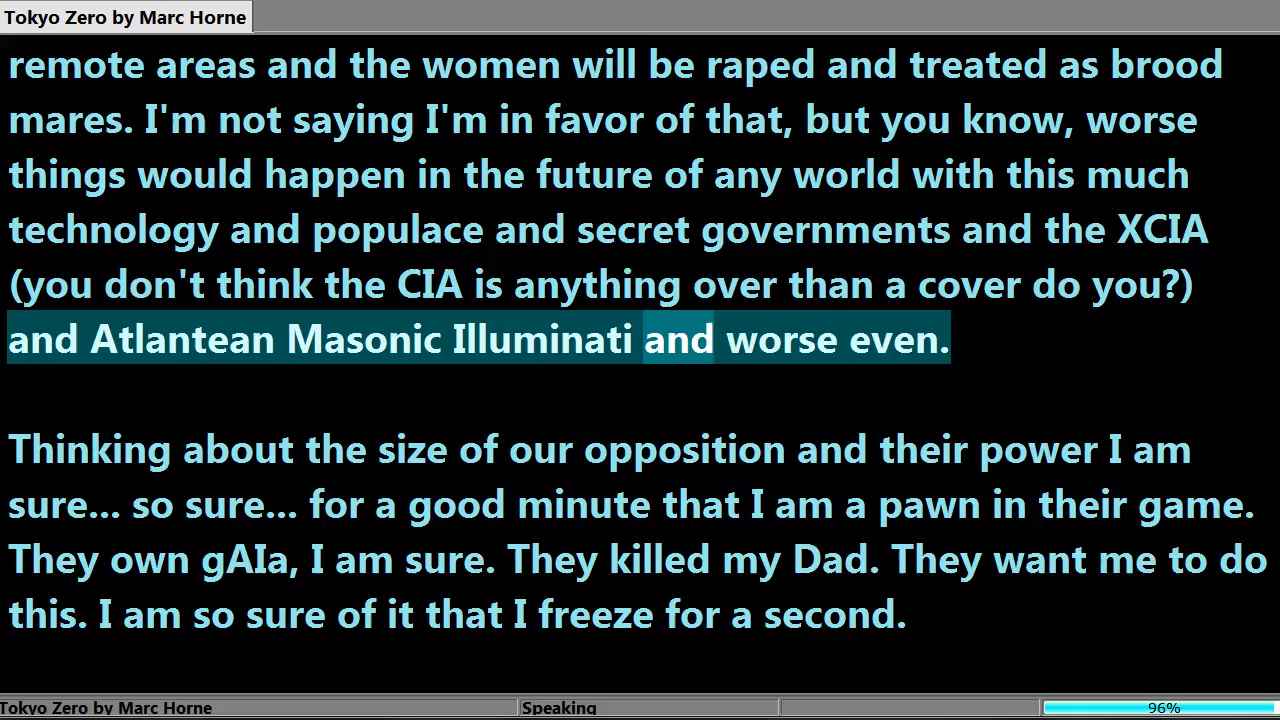 Tokyo Zero by Marc Horne
remote areas and the women will be raped and treated as brood
mares. I'm not saying I'm in favor of that, but you know, worse
things would happen in the future of any world with this much
technology and populace and secret governments and the XCIA
(you don't think the CIA is anything over than a cover do you?)
and Atlantean Masonic Illuminati and worse even.
Thinking about the size of our opposition and their power I am
sure... so sure... for a good minute that I am a pawn in their game.
They own gAIa, I am sure. They killed my Dad. They want me to do
this. I am so sure of it that I freeze for a second.
Tokyo Zero by Marc Horne
Speaking
96%